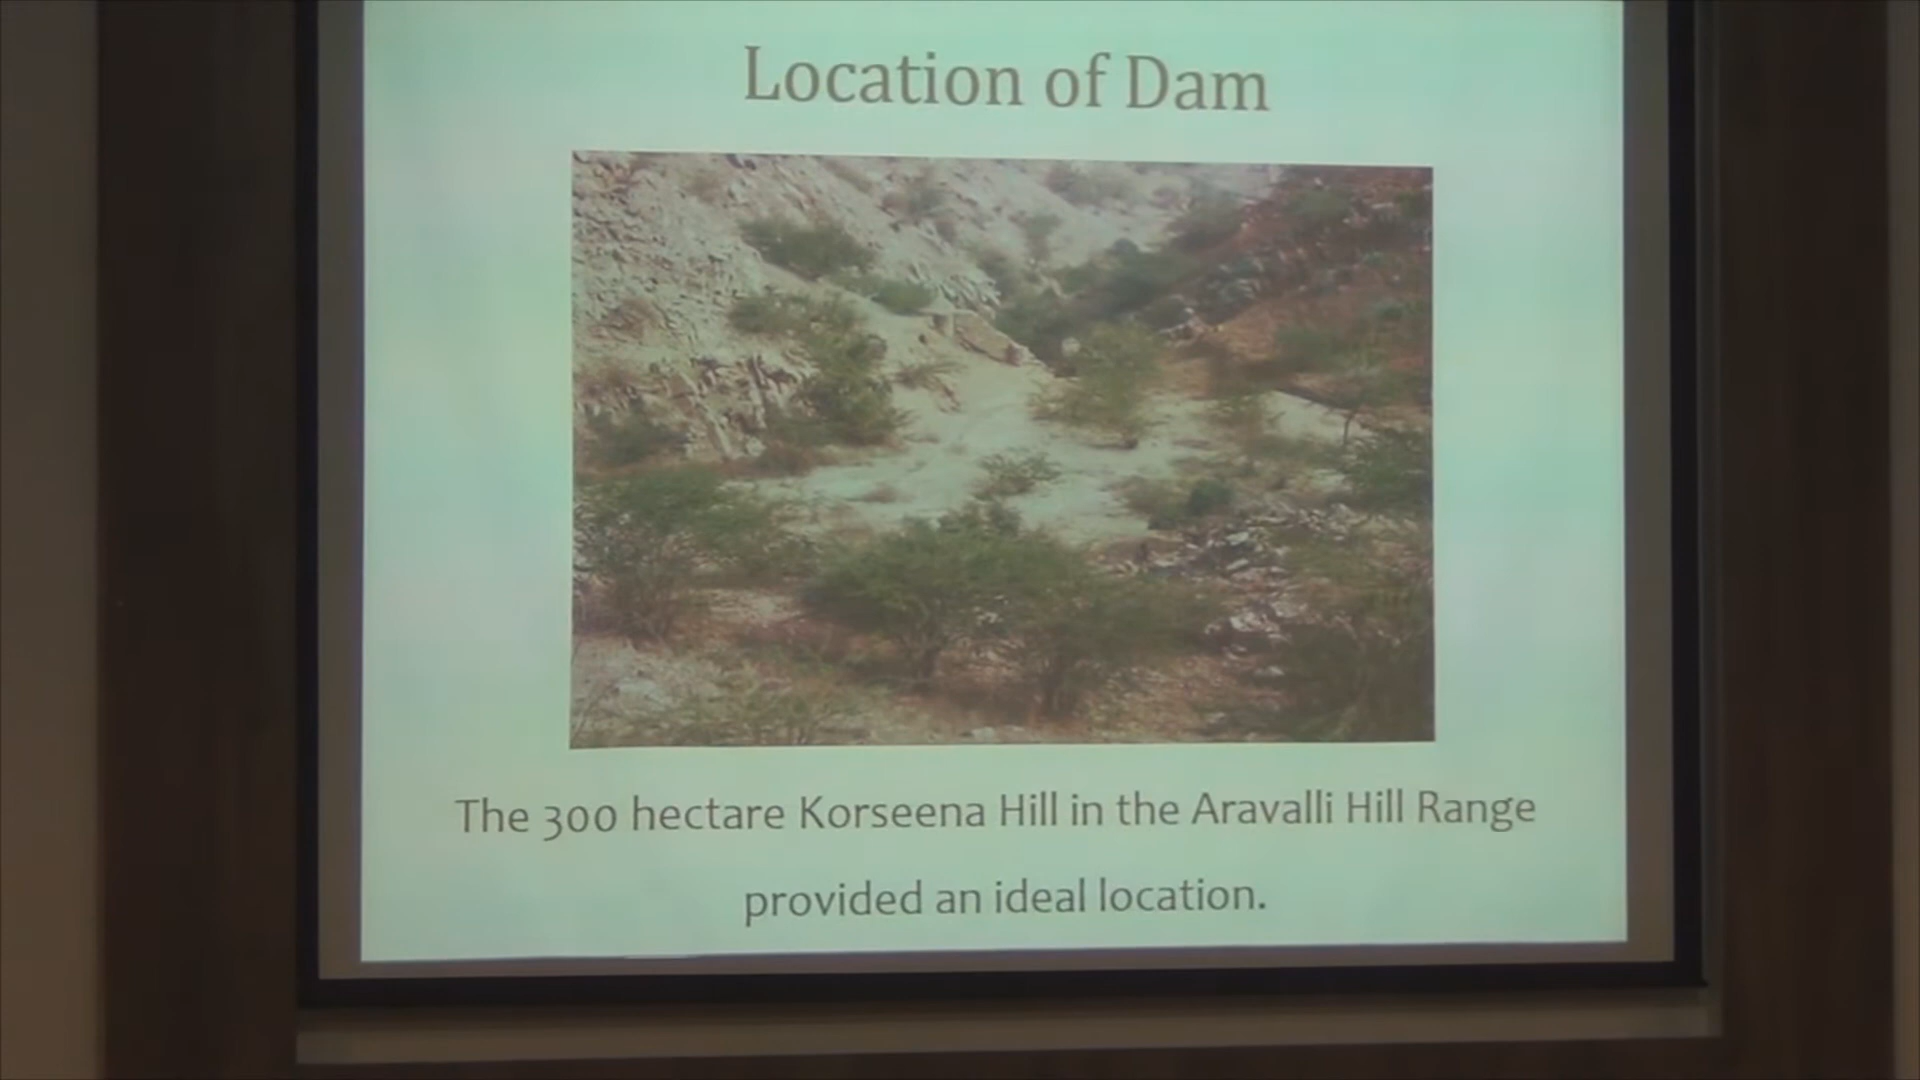 Location of Dam
The 300 hectare Korseena Hill in the Aravalli Hill Range
provided an ideal location.